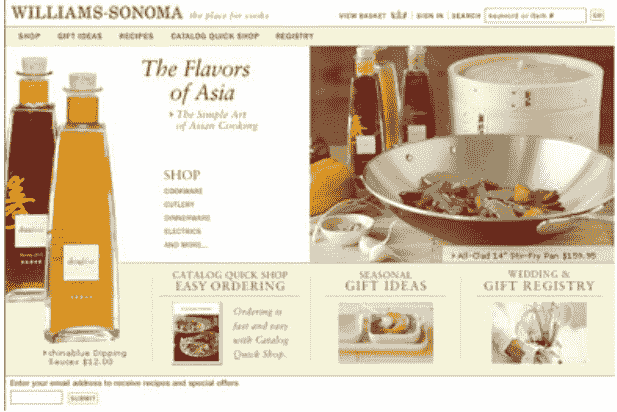 WILLIAMS-SONOMA the place for cooks
VIEW BASKET SIGN IN SEARCH keyword or item # GO
SHOP GIFT IDEAS RECIPES CATALOG QUICK SHOP REGISTRY
The Flavors
of Asia
The Simple Art
of Asian Cooking
SHOP
COOKWARE
CUTLERY
DINNERWARE
ELECTRICS
AND MORE...
All-Clad 14" Stir-Fry Pan $159.95
chinablue Dipping
Sauces $12.00
CATALOG QUICK SHOP
EASY ORDERING
Ordering is
fast and easy
with Catalog
Quick Shop.
SEASONAL
GIFT IDEAS
WEDDING &
GIFT REGISTRY
Enter your email address to receive recipes and special offers
SUBMIT